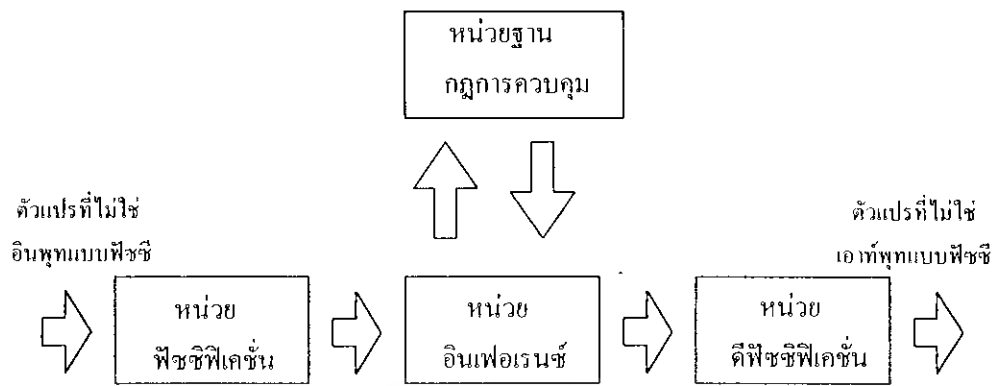 หน่วยฐาน
กฎการควบคุม
ตัวแปรที่ไม่ใช่
อินพุทแบบฟัซซี
ตัวแปรที่ไม่ใช่
เอาท์พุทแบบฟัซซี
หน่วย
ฟัซซิฟิเคชั่น
หน่วย
อินเฟอเรนซ์
หน่วย
ดีฟัซซิฟิเคชั่น